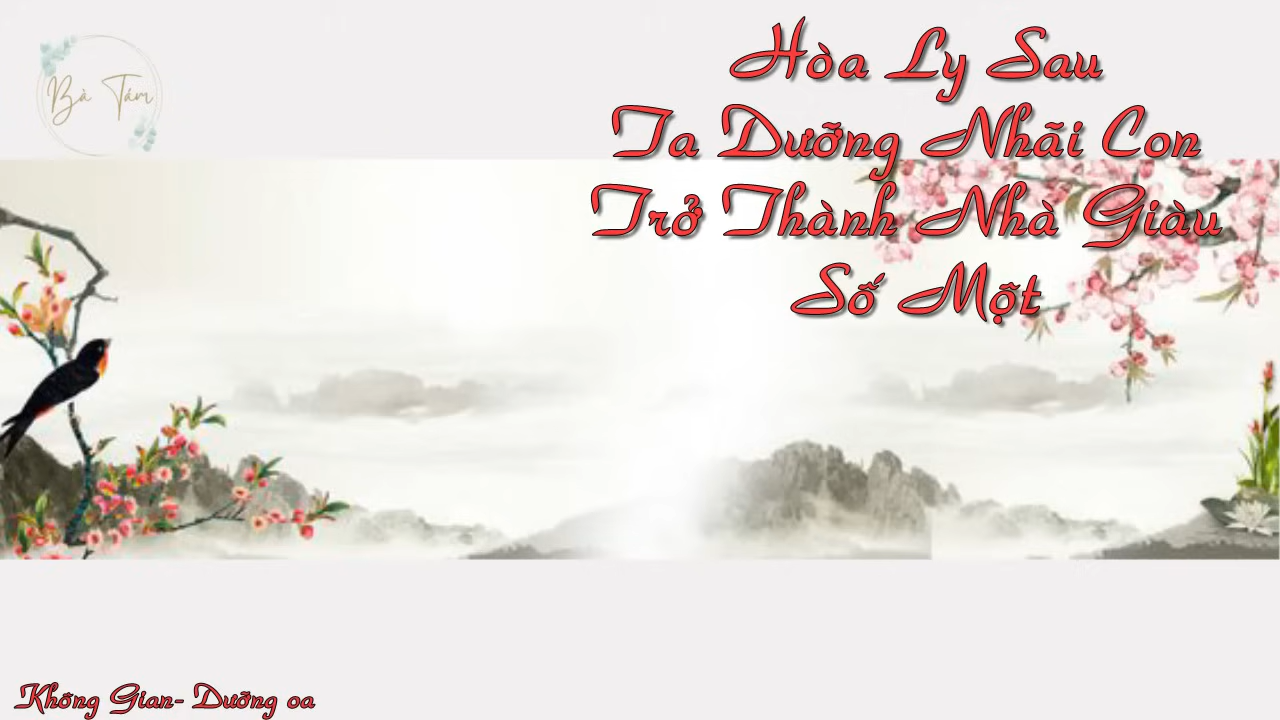 Bà Tám
Hòa Ly Sau
Ta Dưỡng Nhãi Con
Trở Thành Nhà Giàu
Số Một
Không Gian- Dưỡng oa